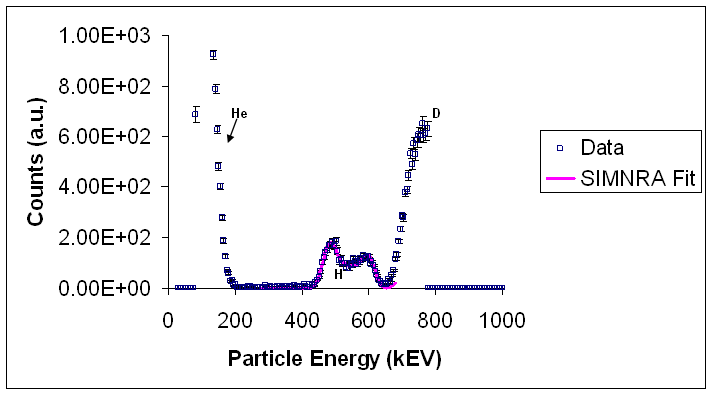 1.00E+03
8.00E+02
6.00E+02
4.00E+02
2.00E+02
0.00E+00
Counts (a.u.)
He
D
H
0 200 400 600 800 1000
Particle Energy (kEV)
Data
SIMNRA Fit